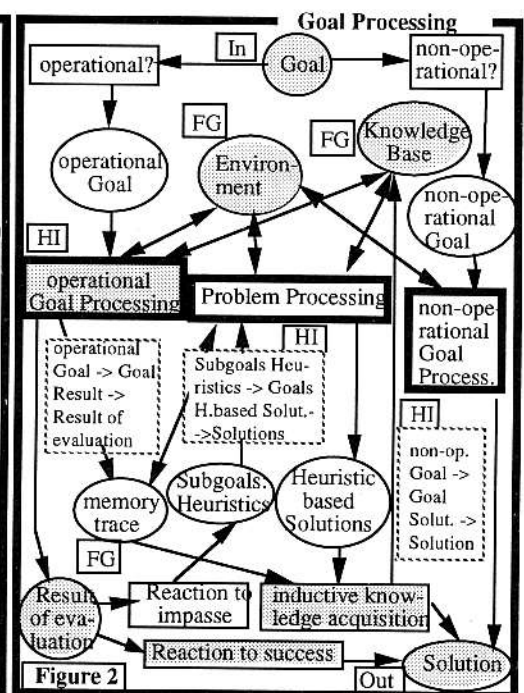 Goal Processing
In
operational?
Goal
non-ope-
rational?
FG
FG
Knowledge
Base
operational
Goal
Environ-
ment
non-ope-
rational
Goal
HI
operational
Goal Processing
Problem Processing
non-ope-
rational
Goal
Process.
HI
operational
Goal -> Goal
Result ->
Result of
evaluation
Subgoals Heu-
ristics -> Goals
H.based Solut.-
->Solutions
HI
non-op.
Goal ->
Goal
Solut. ->
Solution
memory
trace
Subgoals.
Heuristics
Heuristic
based
Solutions
FG
Result
of eva-
luation
Reaction to
impasse
inductive know-
ledge acquisition
Reaction to success
Solution
Figure 2
Out